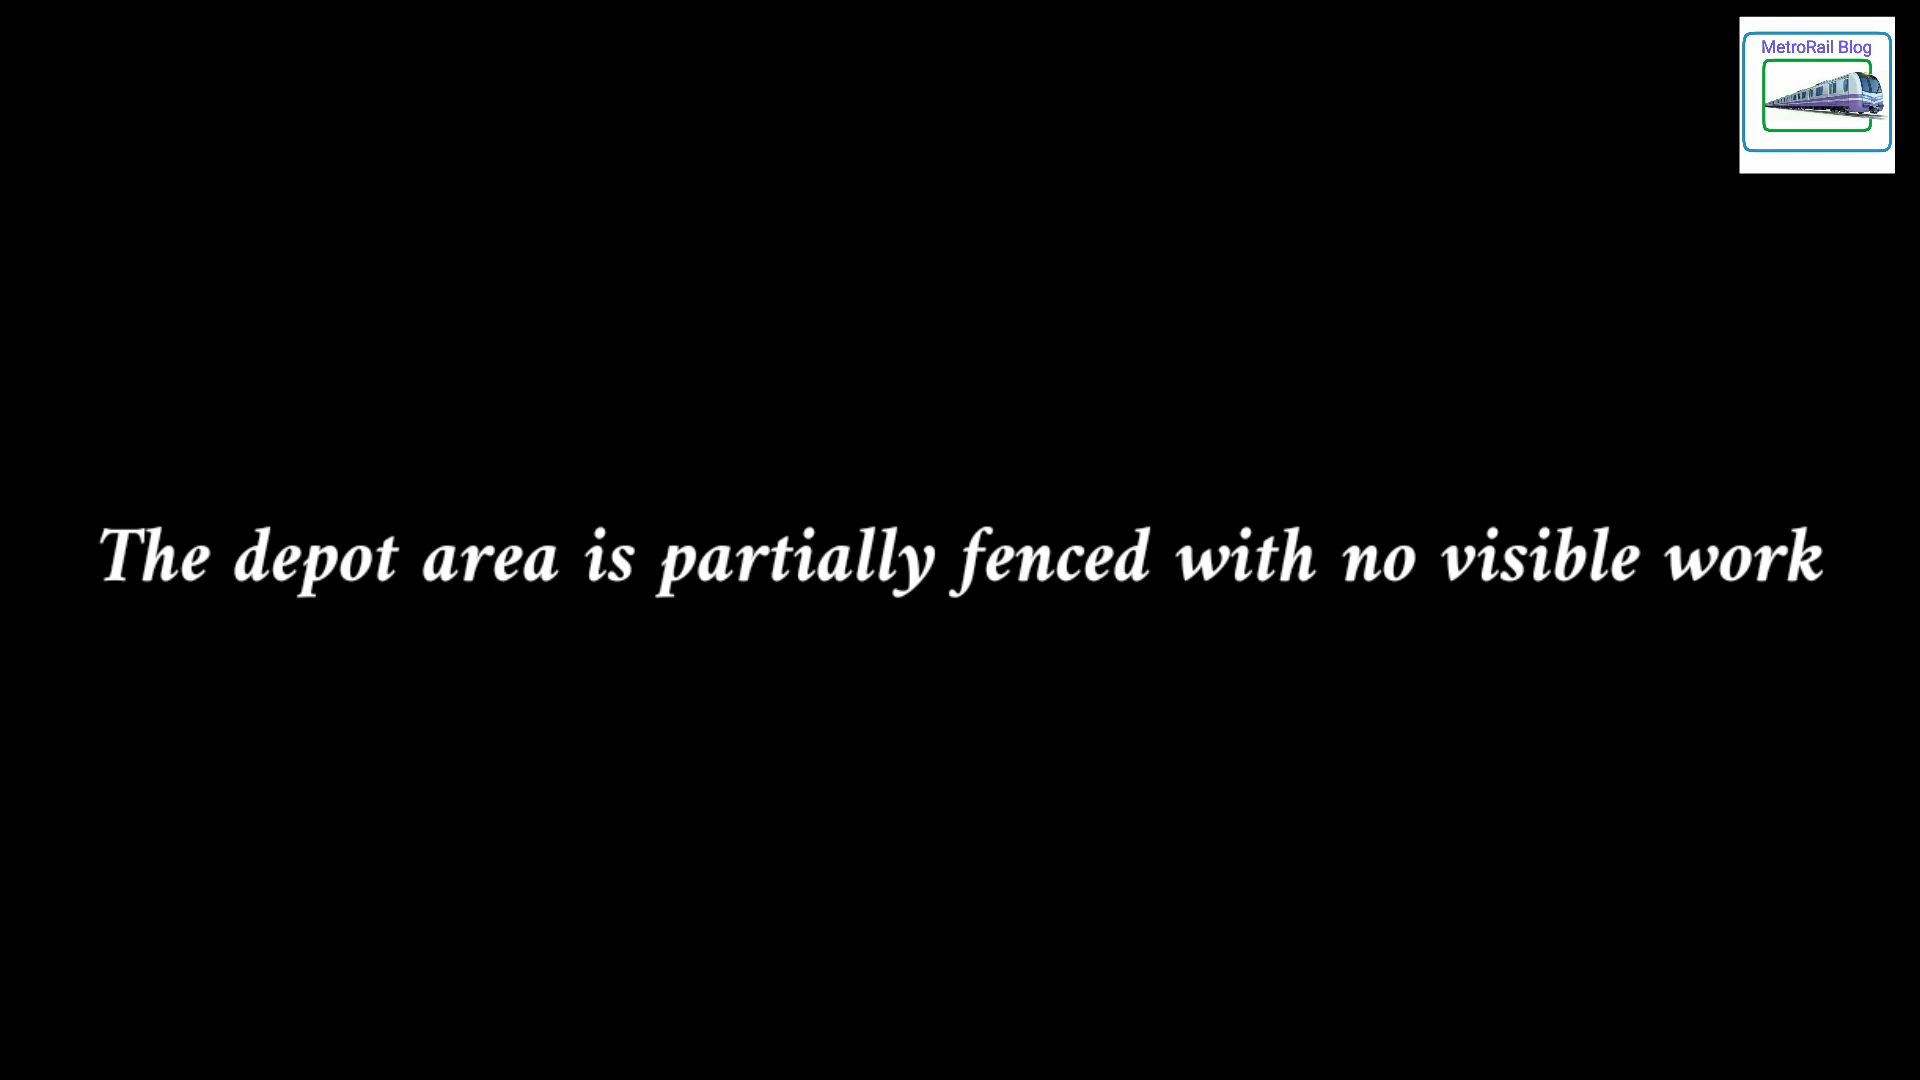 MetroRail Blog
The depot area is partially fenced with no visible work